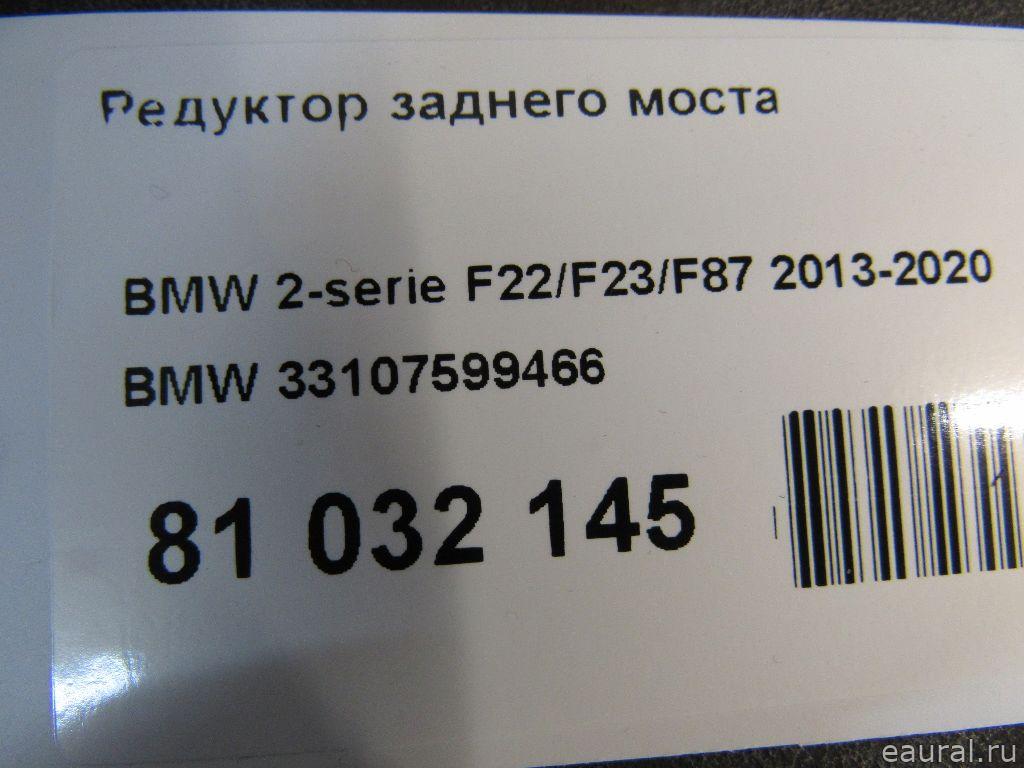 Редуктор заднего моста
BMW 2-serie F22/F23/F87 2013-2020
BMW 33107599466
81 032 145
eaural.ru